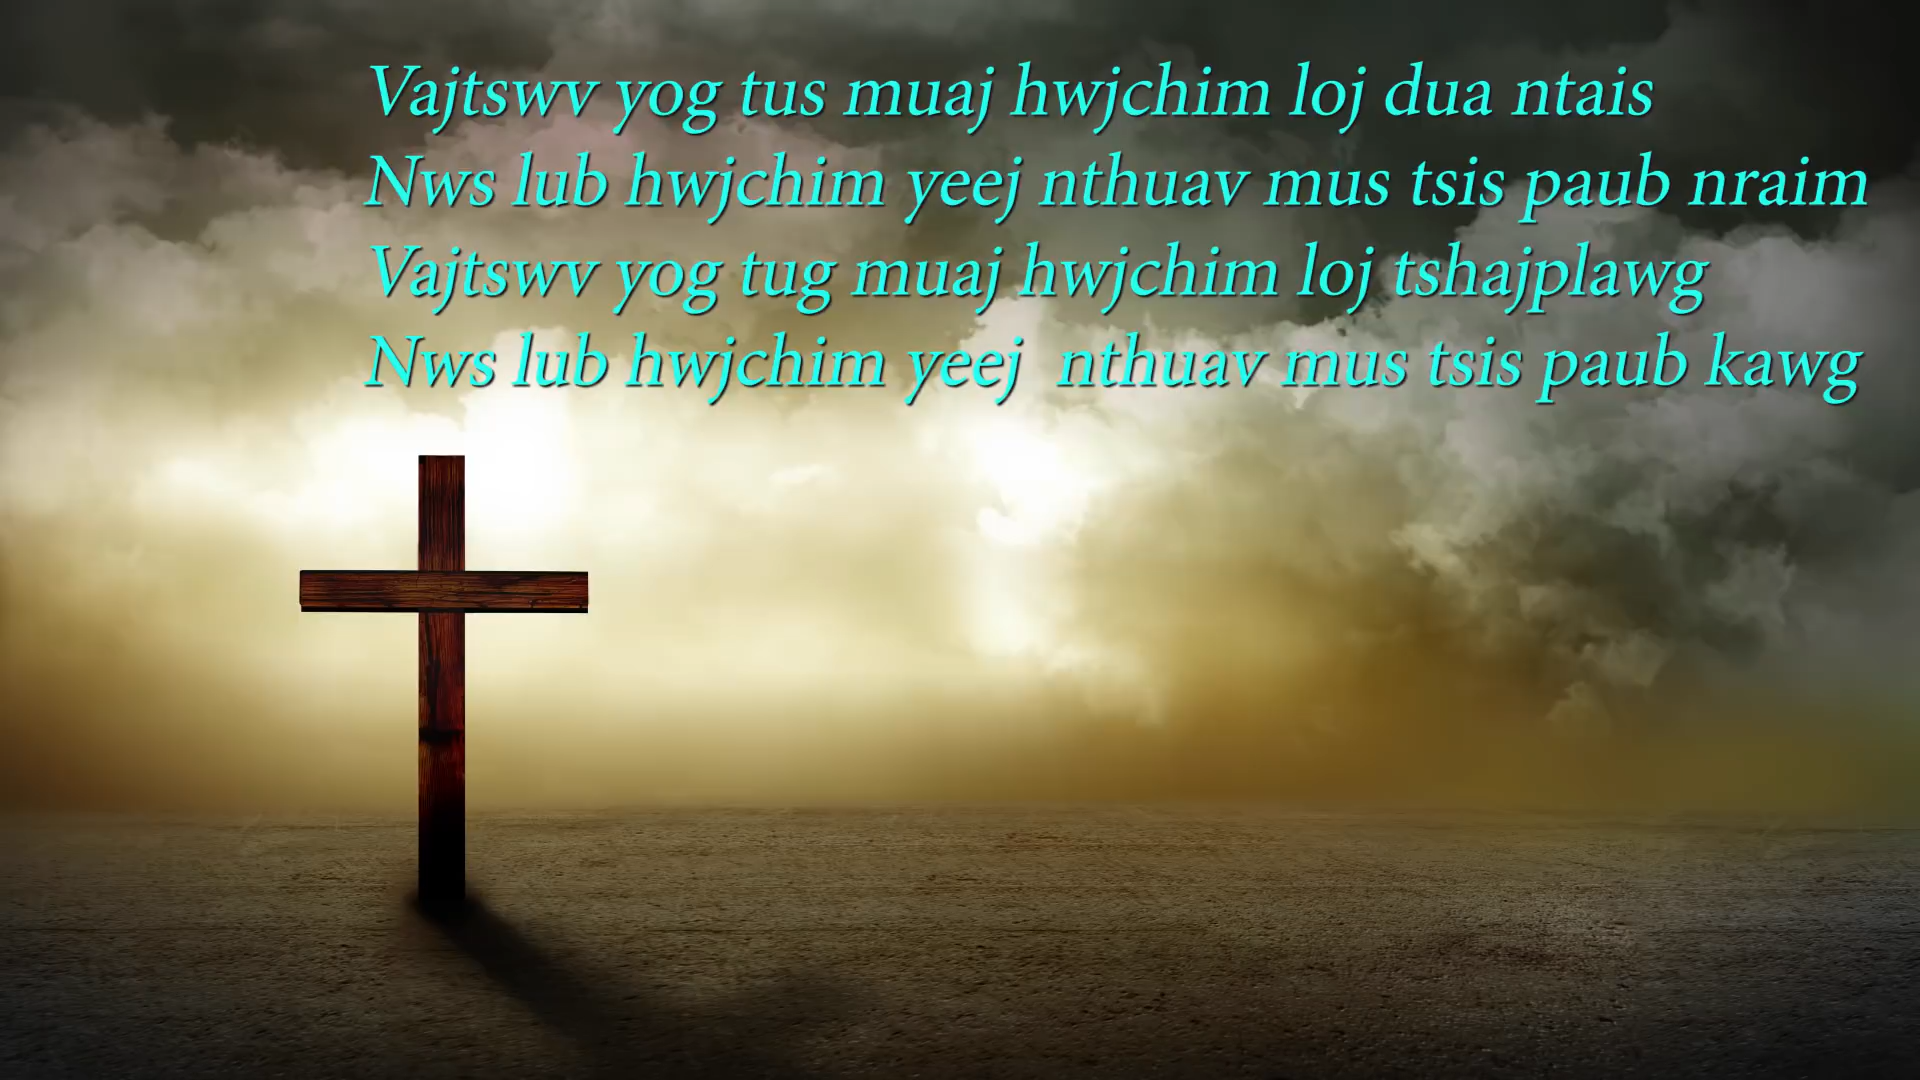 Vajtswv yog tus muaj hwjchim loj dua ntais
Nws lub hwjchim yeej nthuav mus tsis paub nraim
Vajtswv yog tug muaj hwjchim loj tshajplawg
Nws lub hwjchim yeej nthuav mus tsis paub kawg